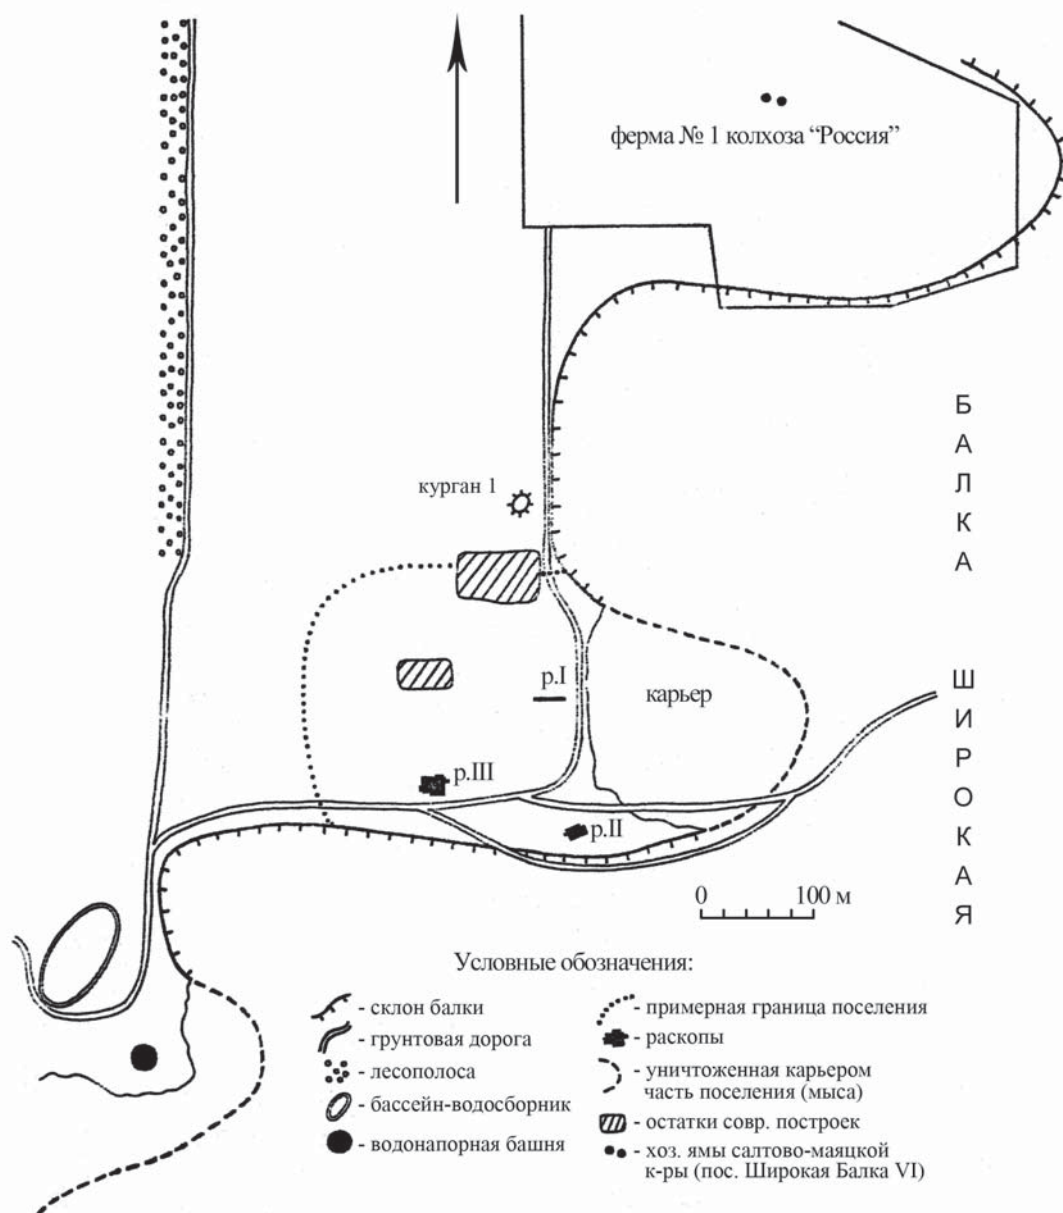 ферма № 1 колхоза “Россия”
БАЛКА
курган 1
ШИРОКАЯ
р.I
карьер
р.III
р.II
0 100 м
Условные обозначения:
- склон балки
- грунтовая дорога
- лесополоса
- бассейн-водосборник
- водонапорная башня
- примерная граница поселения
- раскопы
- уничтоженная карьером
часть поселения (мыса)
- остатки совр. построек
- хоз. ямы салтово-маяцкой
к-ры (пос. Широкая Балка VI)